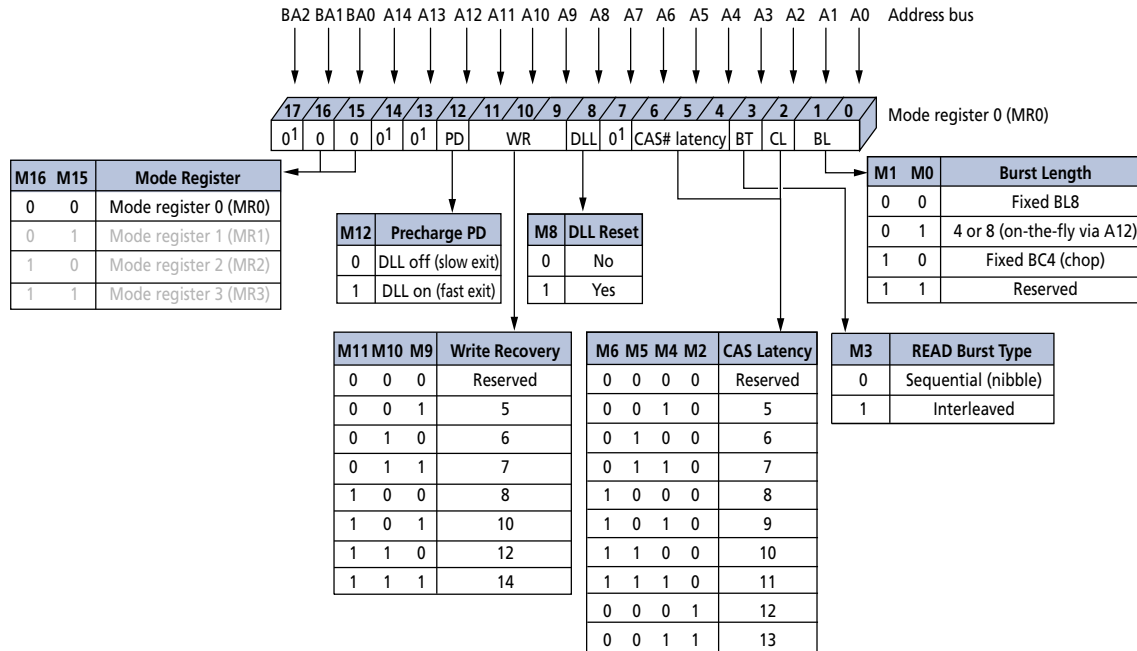 BA2 BA1 BA0 A14 A13 A12 A11 A10 A9 A8 A7 A6 A5 A4 A3 A2 A1 A0 Address bus
17 16 15 14 13 12 11 10 9 8 7 6 5 4 3 2 1 0 Mode register 0 (MR0)
0¹ 0 0 0¹ 0¹ PD WR DLL 0¹ CAS# latency BT CL BL
M16 M15 Mode Register
0 0 Mode register 0 (MR0)
0 1 Mode register 1 (MR1)
1 0 Mode register 2 (MR2)
1 1 Mode register 3 (MR3)
M12 Precharge PD
0 DLL off (slow exit)
1 DLL on (fast exit)
M8 DLL Reset
0 No
1 Yes
M1 M0 Burst Length
0 0 Fixed BL8
0 1 4 or 8 (on-the-fly via A12)
1 0 Fixed BC4 (chop)
1 1 Reserved
M11 M10 M9 Write Recovery
0 0 0 Reserved
0 0 1 5
0 1 0 6
0 1 1 7
1 0 0 8
1 0 1 10
1 1 0 12
1 1 1 14
M6 M5 M4 M2 CAS Latency
0 0 0 0 Reserved
0 0 1 0 5
0 1 0 0 6
0 1 1 0 7
1 0 0 0 8
1 0 1 0 9
1 1 0 0 10
1 1 1 0 11
0 0 0 1 12
0 0 1 1 13
M3 READ Burst Type
0 Sequential (nibble)
1 Interleaved